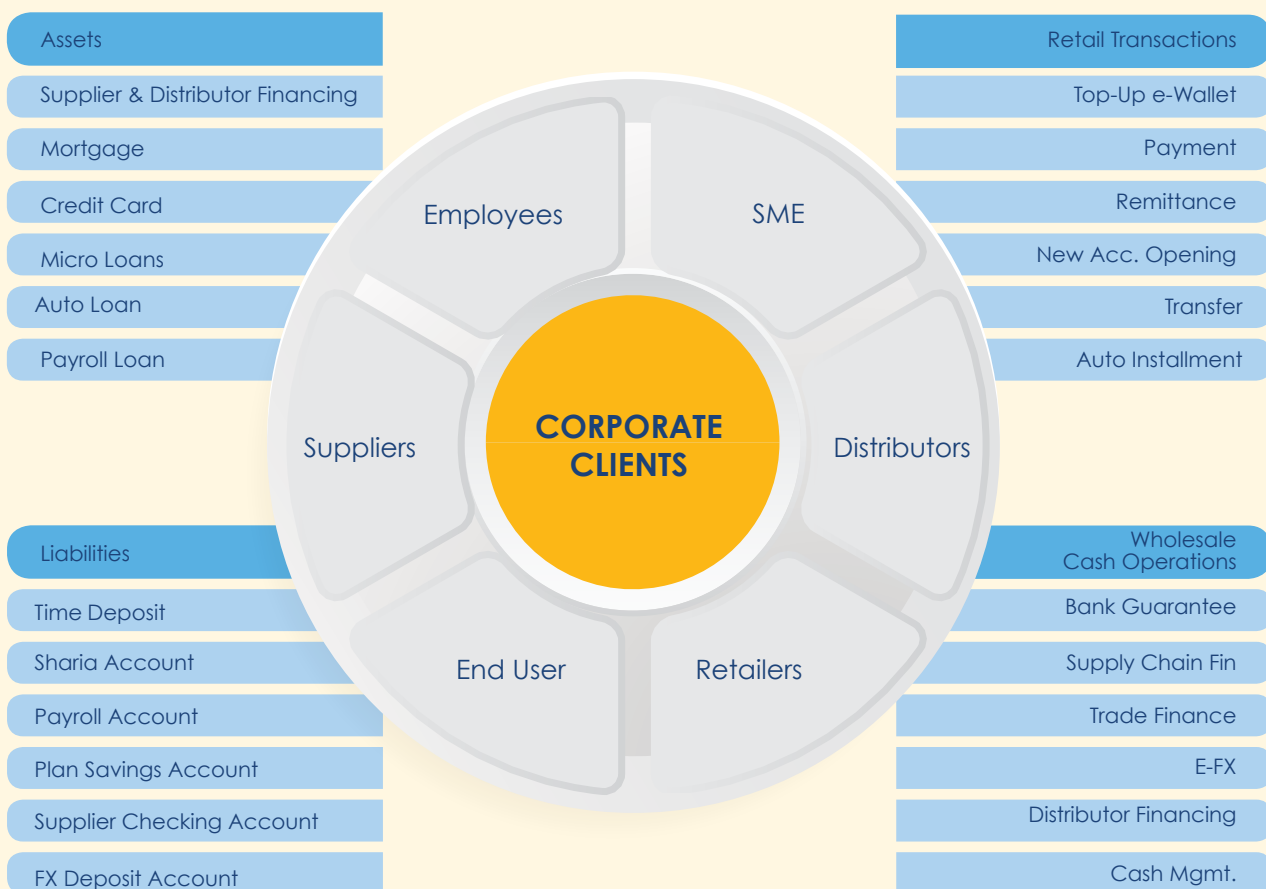 Assets
Supplier & Distributor Financing
Mortgage
Credit Card
Micro Loans
Auto Loan
Payroll Loan
Retail Transactions
Top-Up e-Wallet
Payment
Remittance
New Acc. Opening
Transfer
Auto Installment
Employees
SME
Suppliers
CORPORATE
CLIENTS
Distributors
End User
Retailers
Liabilities
Time Deposit
Sharia Account
Payroll Account
Plan Savings Account
Supplier Checking Account
FX Deposit Account
Wholesale
Cash Operations
Bank Guarantee
Supply Chain Fin
Trade Finance
E-FX
Distributor Financing
Cash Mgmt.